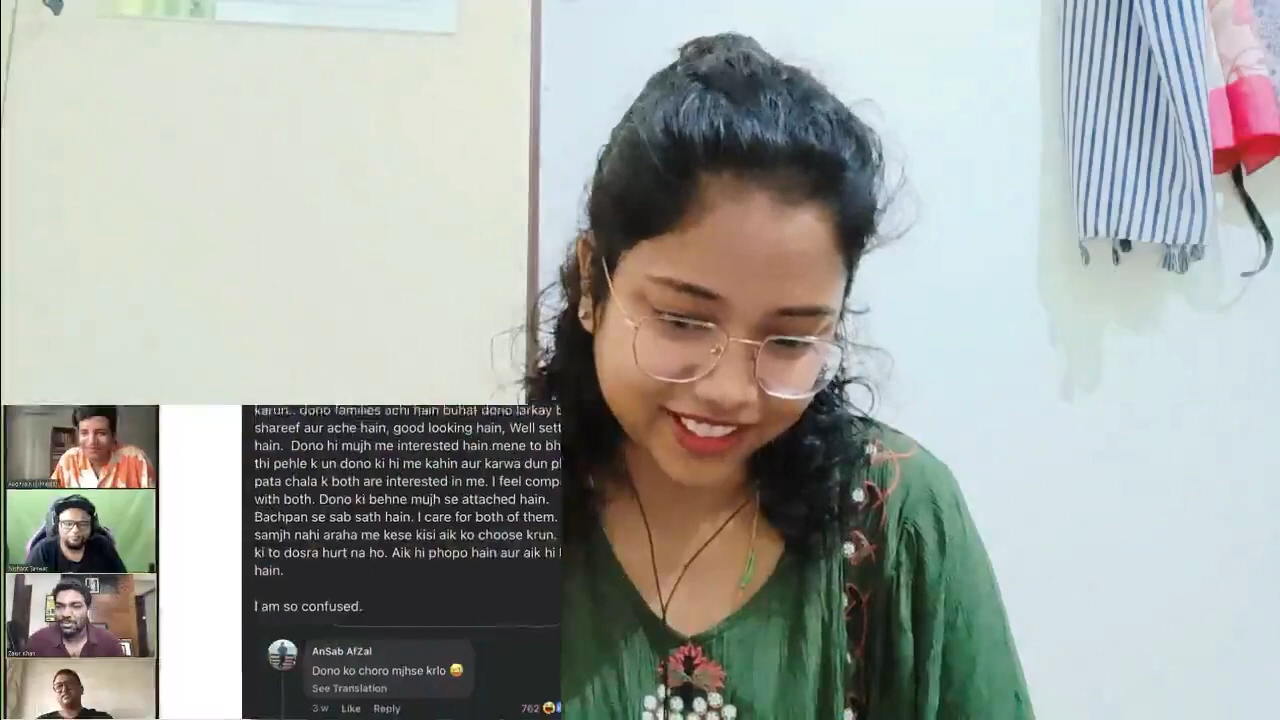 karun.. dono families achi hain buhat dono larkay b
shareef aur ache hain, good looking hain, Well sett
hain. Dono hi mujh me interested hain.mene to bh
thi pehle k un dono ki hi me kahin aur karwa dun pl
pata chala k both are interested in me. I feel comp
with both. Dono ki behne mujh se attached hain.
Bachpan se sab sath hain. I care for both of them.
samjh nahi araha me kese kisi aik ko choose krun.
ki to dosra hurt na ho. Aik hi phopo hain aur aik hi
hain.
I am so confused.
AnSab AfZal
Dono ko choro mjhse krlo 😅
See Translation
3 w Like Reply 762
Nishant Tanwar
Zakir Khan